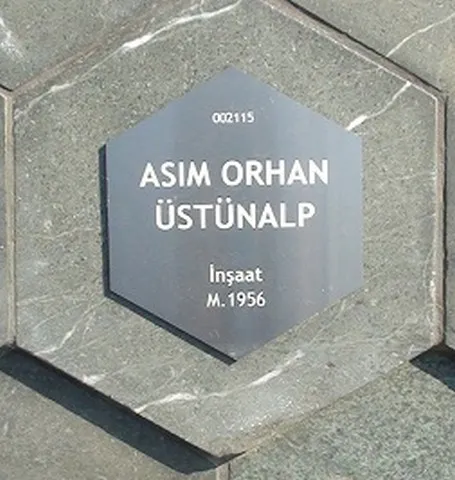 002115
ASIM ORHAN
ÜSTÜNALP
İnşaat
M.1956